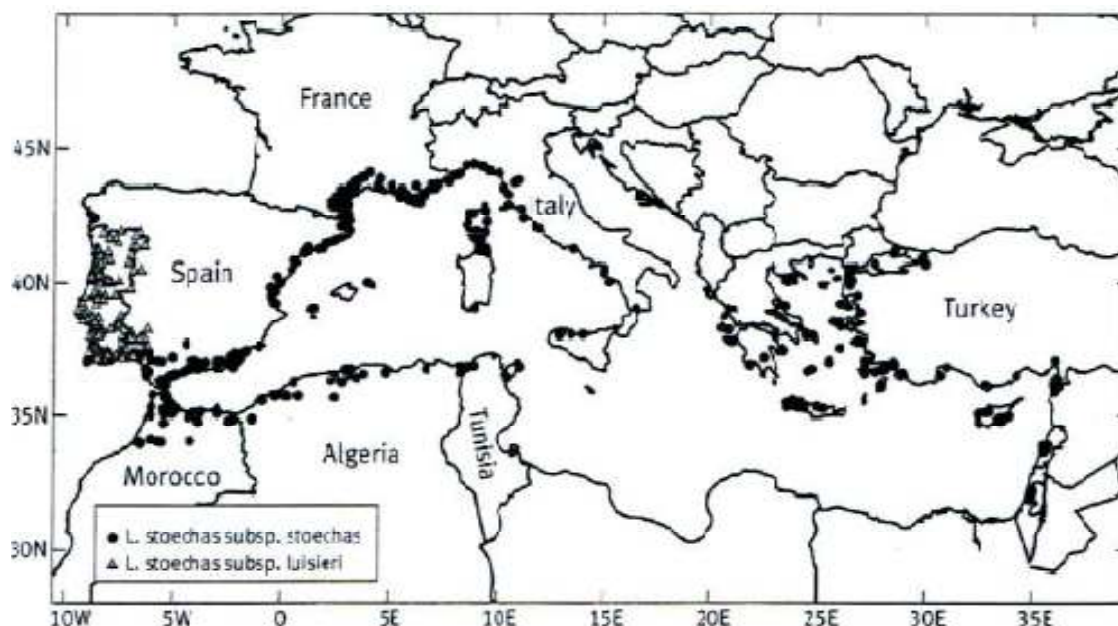 France
45N
taly
40N
Spain
Turkey
35N
Tunisia
Algeria
Morocco
● L. stoechas subsp. stoechas
30N
△ L. stoechas subsp. luisieri
10W 5W 0 5E 10E 15E 20E 25E 30E 35E